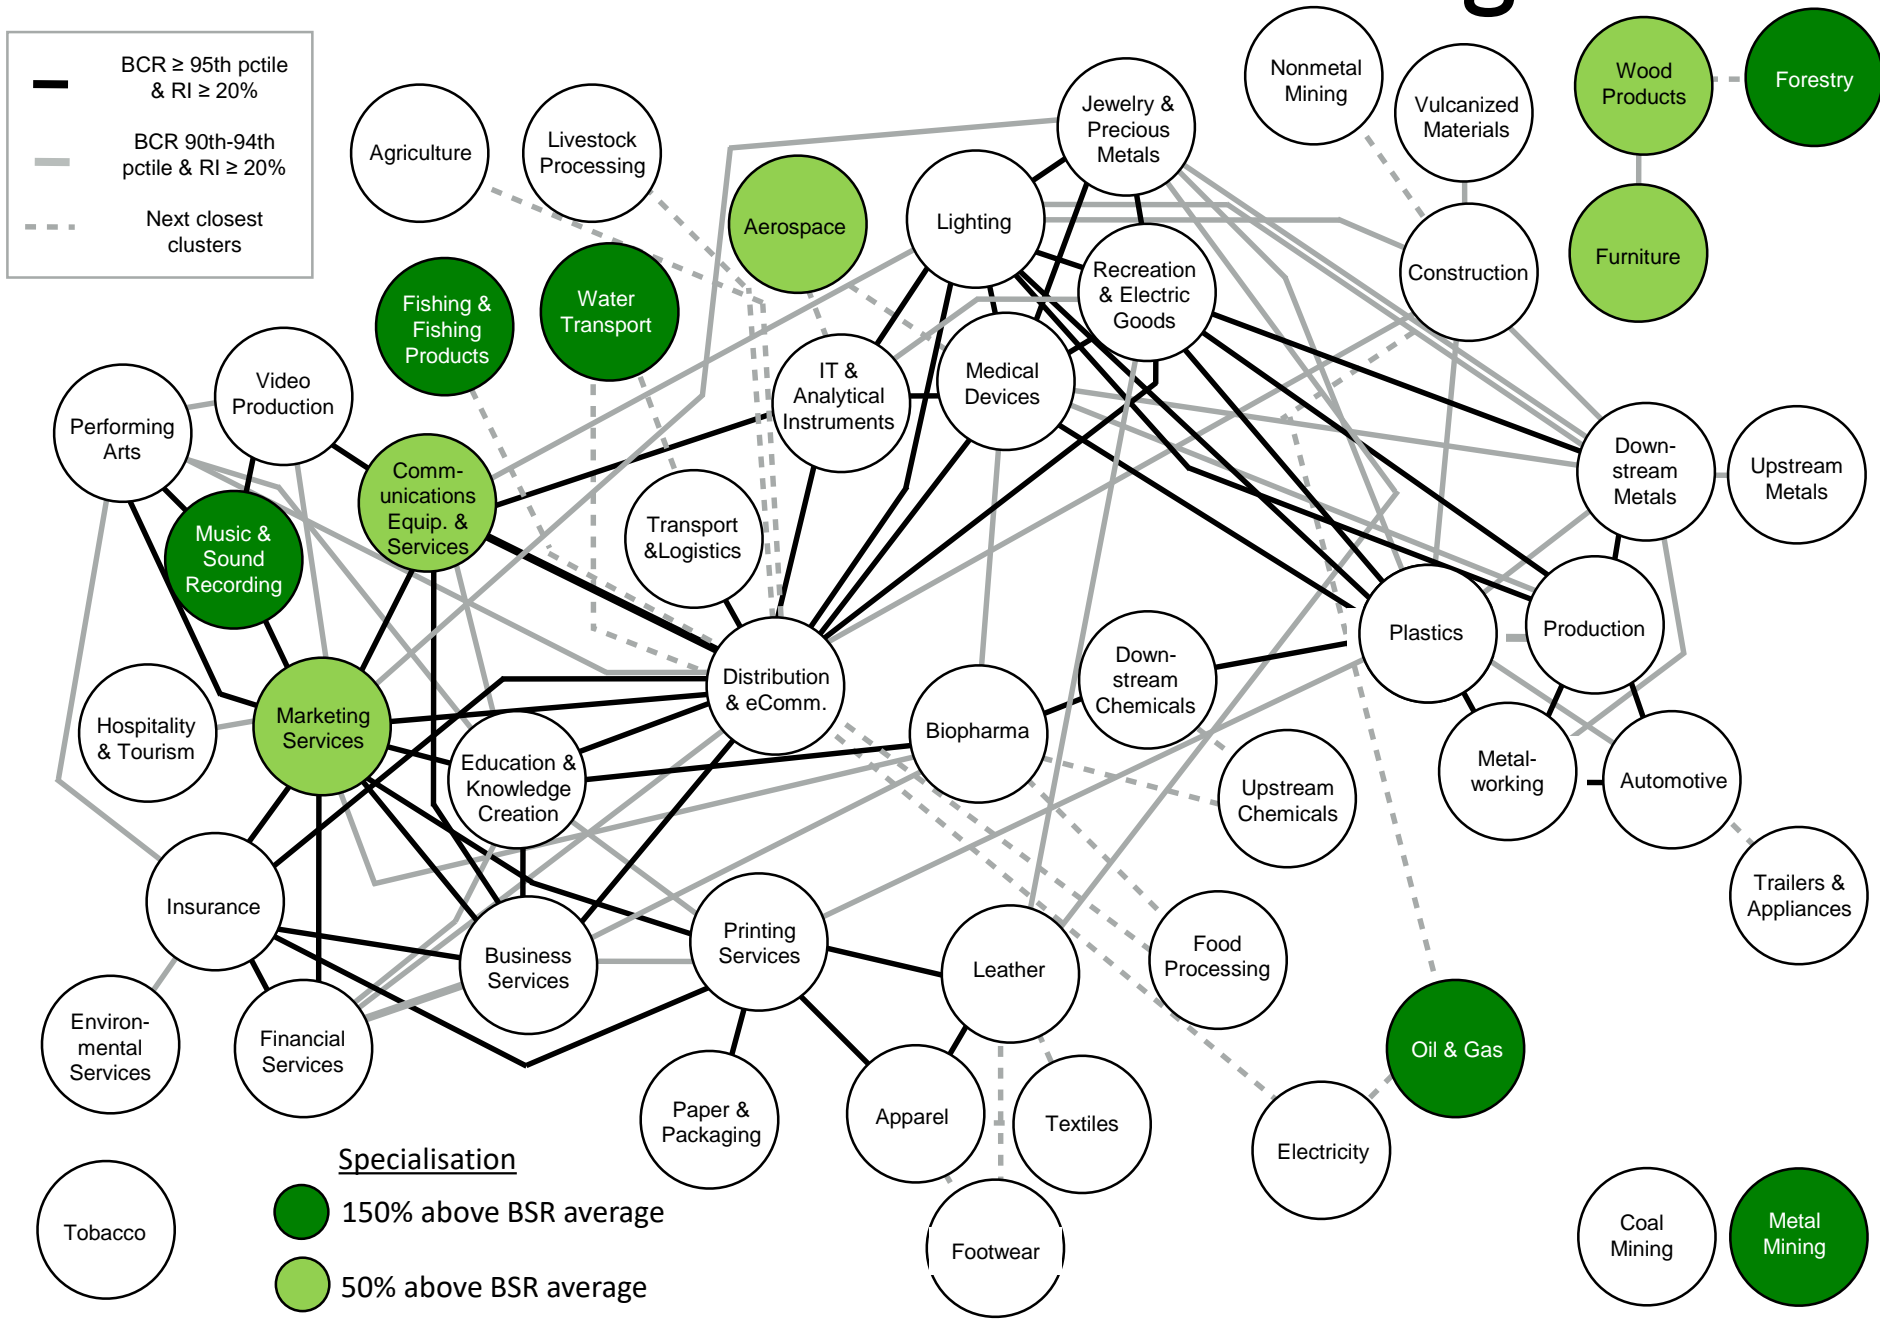 g
BCR ≥ 95th pctile
& RI ≥ 20%
BCR 90th-94th
pctile & RI ≥ 20%
Next closest
clusters
Agriculture
Livestock
Processing
Aerospace
Lighting
Jewelry &
Precious
Metals
Nonmetal
Mining
Vulcanized
Materials
Wood
Products
Forestry
Furniture
Construction
Recreation
& Electric
Goods
Fishing &
Fishing
Products
Water
Transport
Performing
Arts
Video
Production
Comm-
unications
Equip. &
Services
IT &
Analytical
Instruments
Medical
Devices
Down-
stream
Metals
Upstream
Metals
Music &
Sound
Recording
Transport
&Logistics
Plastics
Production
Distribution
& eComm.
Down-
stream
Chemicals
Hospitality
& Tourism
Marketing
Services
Education &
Knowledge
Creation
Biopharma
Upstream
Chemicals
Metal-
working
Automotive
Trailers &
Appliances
Insurance
Business
Services
Printing
Services
Leather
Food
Processing
Environ-
mental
Services
Financial
Services
Oil & Gas
Paper &
Packaging
Apparel
Textiles
Electricity
Footwear
Tobacco
Specialisation
150% above BSR average
50% above BSR average
Coal
Mining
Metal
Mining